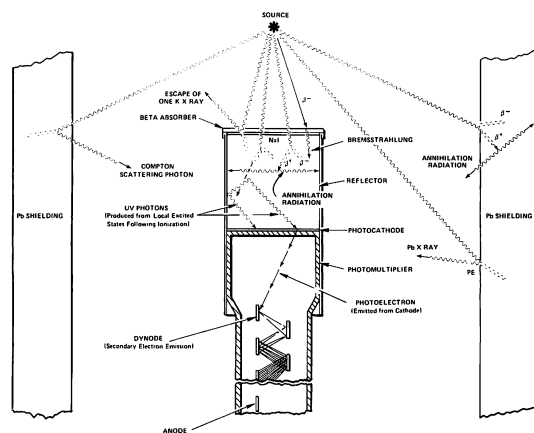 SOURCE
ESCAPE OF
ONE K X RAY
BETA ABSORBER
β−
NaI
BREMSSTRAHLUNG
β−
β+
ANNIHILATION
RADIATION
REFLECTOR
COMPTON
SCATTERING PHOTON
UV PHOTONS
(Produced from Local Excited
States Following Ionization)
Pb SHIELDING
PHOTOCATHODE
PHOTOMULTIPLIER
PHOTOELECTRON
(Emitted from Cathode)
DYNODE
(Secondary Electron Emission)
ANODE
β−
β+
ANNIHILATION
RADIATION
Pb SHIELDING
Pb X RAY
PE